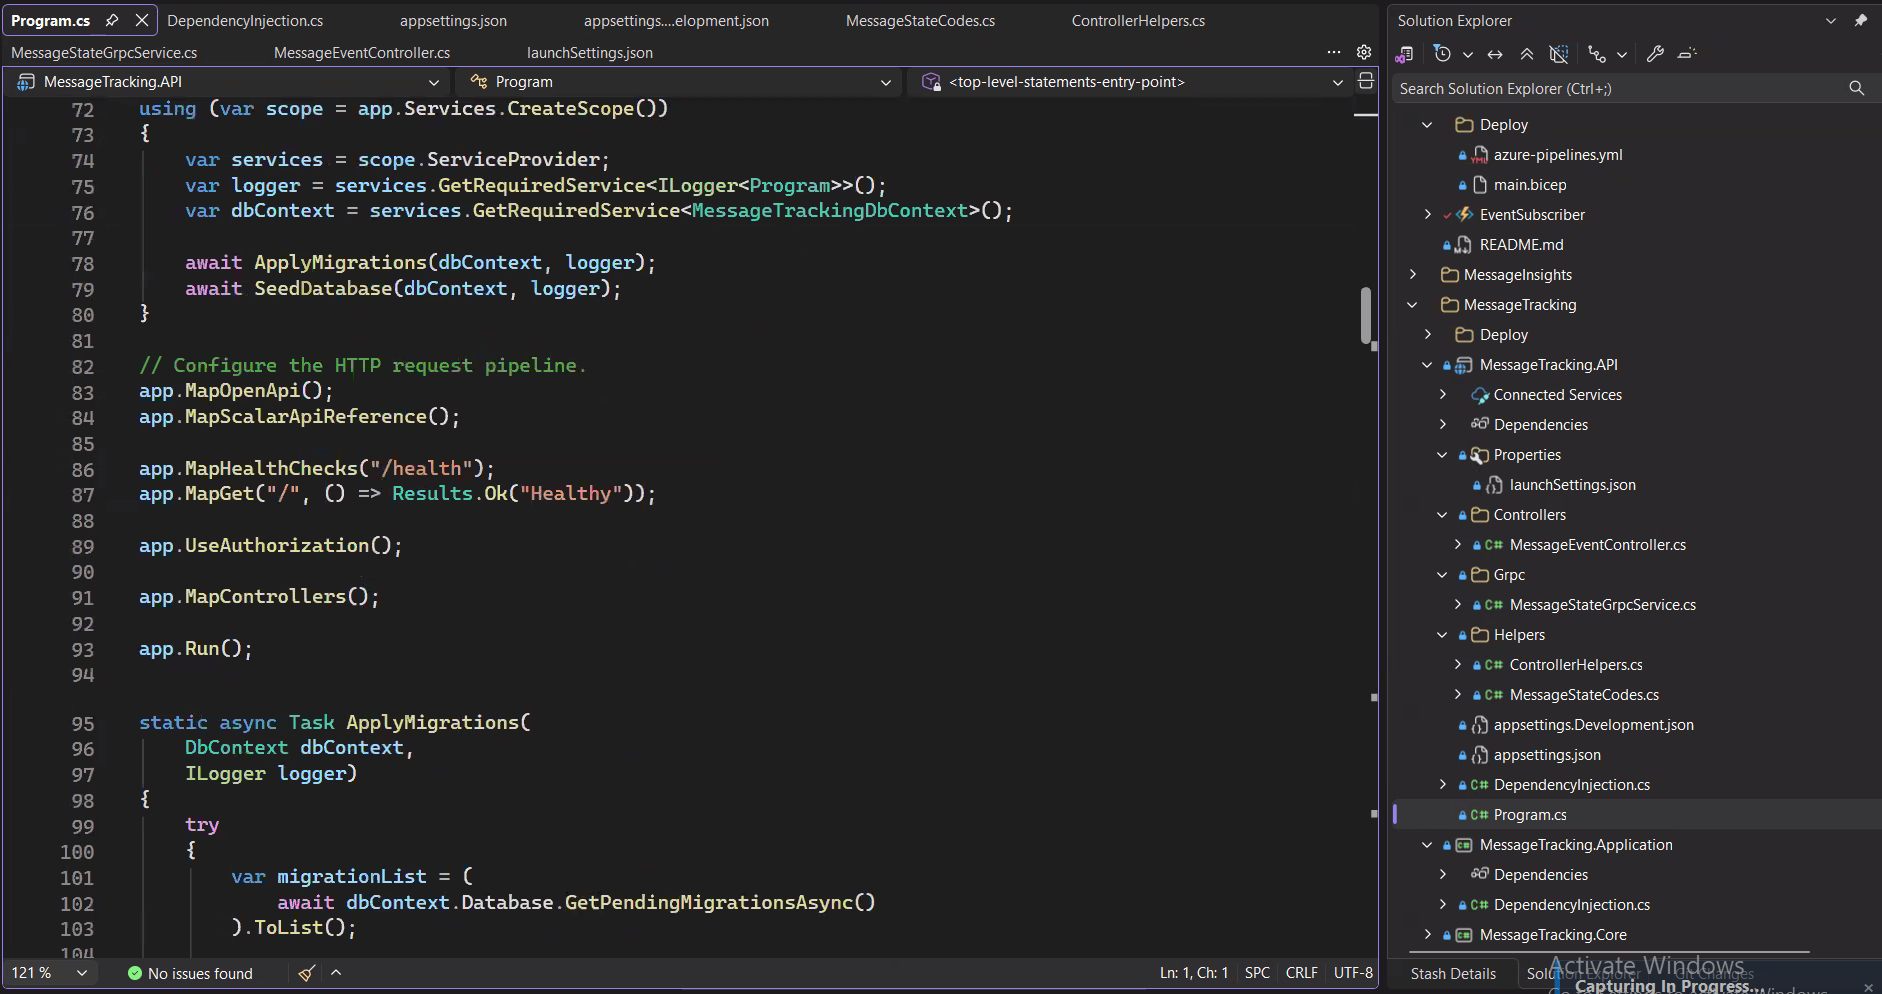 Program.cs
DependencyInjection.cs
appsettings.json
appsettings....elopment.json
MessageStateCodes.cs
ControllerHelpers.cs
MessageStateGrpcService.cs
MessageEventController.cs
launchSettings.json
MessageTracking.API
Program
<top-level-statements-entry-point>
72 using (var scope = app.Services.CreateScope())
73 {
74 var services = scope.ServiceProvider;
75 var logger = services.GetRequiredService<ILogger<Program>>();
76 var dbContext = services.GetRequiredService<MessageTrackingDbContext>();
77
78 await ApplyMigrations(dbContext, logger);
79 await SeedDatabase(dbContext, logger);
80 }
81
82 // Configure the HTTP request pipeline.
83 app.MapOpenApi();
84 app.MapScalarApiReference();
85
86 app.MapHealthChecks("/health");
87 app.MapGet("/", () => Results.Ok("Healthy"));
88
89 app.UseAuthorization();
90
91 app.MapControllers();
92
93 app.Run();
94
95 static async Task ApplyMigrations(
96 DbContext dbContext,
97 ILogger logger)
98 {
99 try
100 {
101 var migrationList = (
102 await dbContext.Database.GetPendingMigrationsAsync()
103 ).ToList();
104
121 %
No issues found
Ln: 1, Ch: 1
SPC
CRLF
UTF-8
Solution Explorer
Search Solution Explorer (Ctrl+;)
Deploy
azure-pipelines.yml
main.bicep
EventSubscriber
README.md
MessageInsights
MessageTracking
Deploy
MessageTracking.API
Connected Services
Dependencies
Properties
launchSettings.json
Controllers
MessageEventController.cs
Grpc
MessageStateGrpcService.cs
Helpers
ControllerHelpers.cs
MessageStateCodes.cs
appsettings.Development.json
appsettings.json
DependencyInjection.cs
Program.cs
MessageTracking.Application
Dependencies
DependencyInjection.cs
MessageTracking.Core
Stash Details
Solution Explorer
Git Changes
Activate Windows
Capturing In Progress...